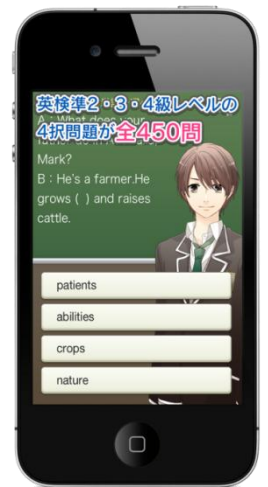 英検準2・3・4級レベルの
4択問題が全450問
A：What does your
Mark?
B：He's a farmer.He
grows ( ) and raises
cattle.
patients
abilities
crops
nature